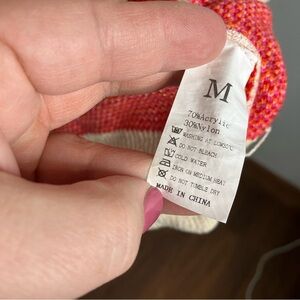 M
70%Acrylic
30%Nylon
WASHING AT LOW30°C
DO NOT BLEACH
COLD WATER
IRON ON MEDIUM HEAT
DO NOT TUMBLE DRY
MADE IN CHINA